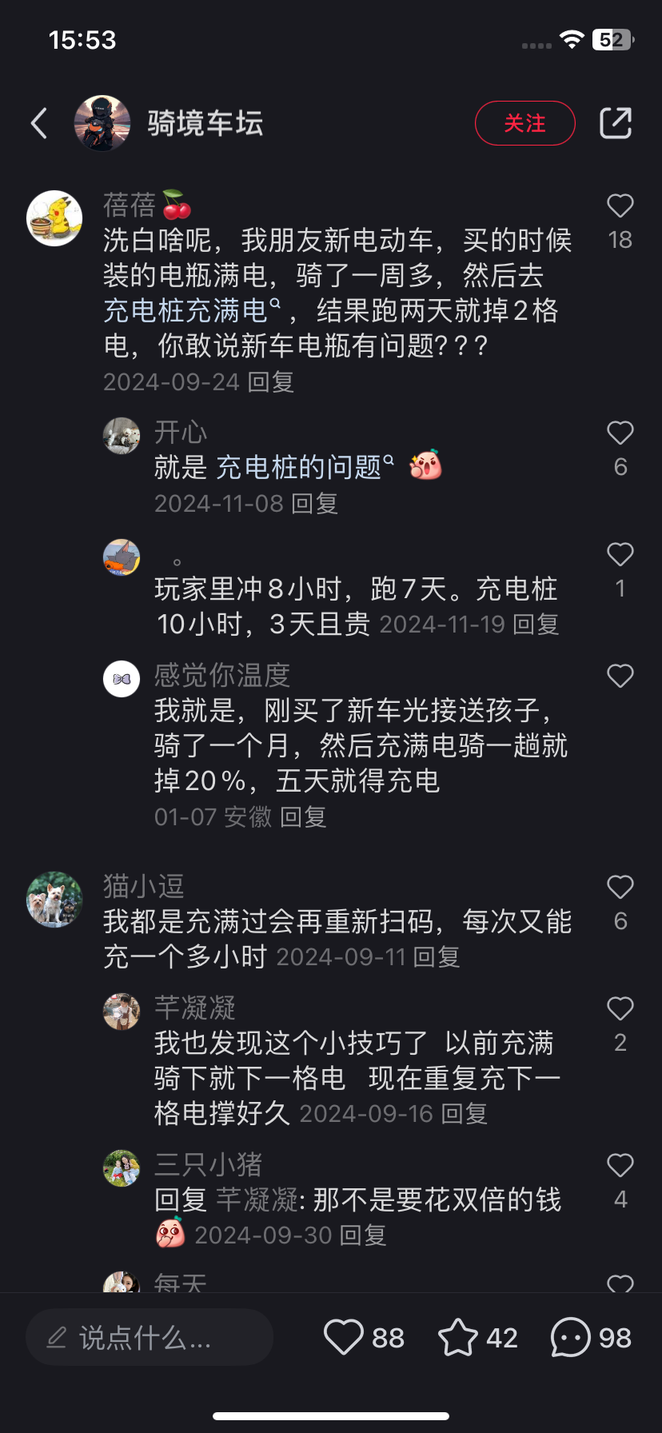 15:53
52
骑境车坛
关注
蓓蓓🍒
洗白啥呢，我朋友新电动车，买的时候
装的电瓶满电，骑了一周多，然后去
充电桩充满电，结果跑两天就掉2格
电，你敢说新车电瓶有问题???
2024-09-24 回复
18
开心
就是 充电桩的问题
2024-11-08 回复
6
。
玩家里冲8小时，跑7天。充电桩
10小时，3天且贵 2024-11-19 回复
1
感觉你温度
我就是，刚买了新车光接送孩子，
骑了一个月，然后充满电骑一趟就
掉20%，五天就得充电
01-07 安徽 回复
猫小逗
我都是充满过会再重新扫码，每次又能
充一个多小时 2024-09-11 回复
6
芊凝凝
我也发现这个小技巧了 以前充满
骑下就下一格电 现在重复充下一
格电撑好久 2024-09-16 回复
2
三只小猪
回复 芊凝凝: 那不是要花双倍的钱
2024-09-30 回复
4
每天
说点什么...
88
42
98